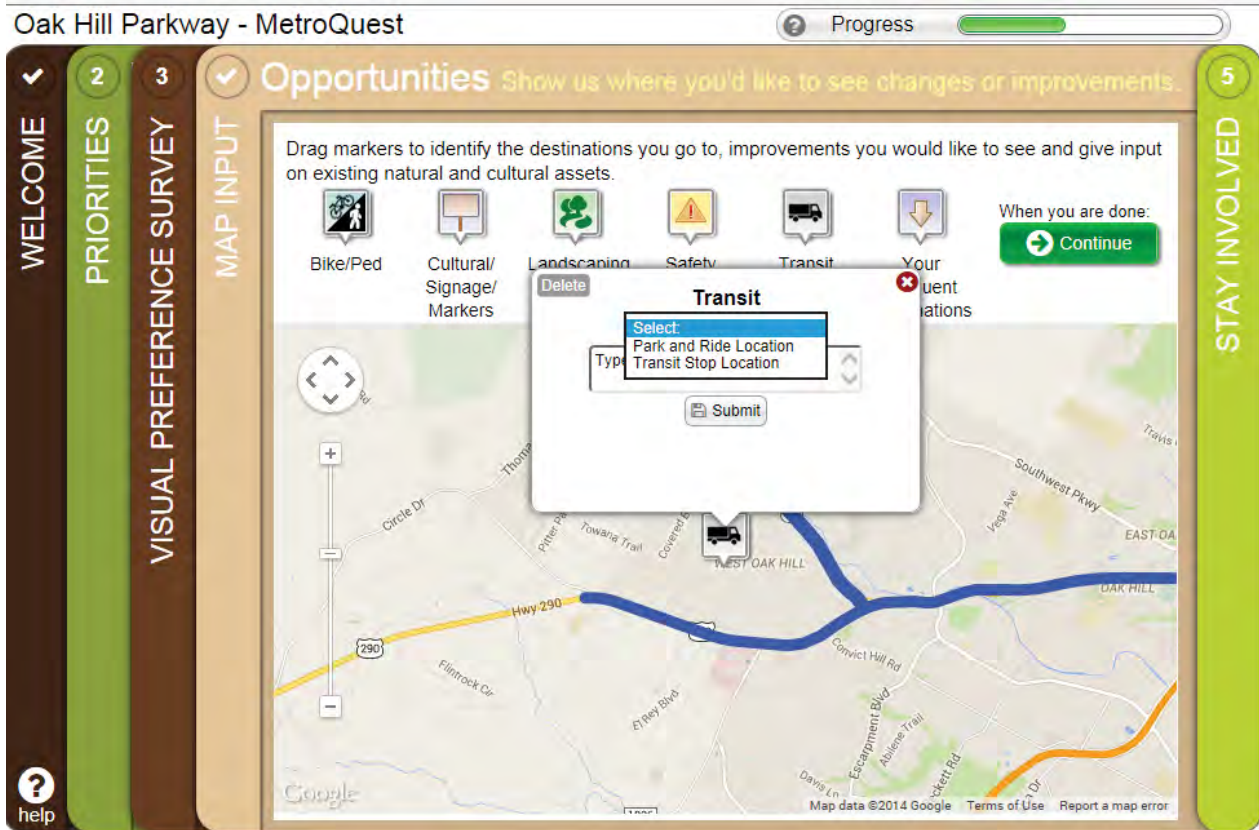 Oak Hill Parkway - MetroQuest
Progress
WELCOME
2
PRIORITIES
3
VISUAL PREFERENCE SURVEY
MAP INPUT
Opportunities Show us where you'd like to see changes or improvements.
5
STAY INVOLVED
Drag markers to identify the destinations you go to, improvements you would like to see and give input
on existing natural and cultural assets.
When you are done:
Continue
Bike/Ped
Cultural/
Signage/
Markers
Landscaping
Safety
Transit
Your
Delete
Transit
Select:
Park and Ride Location
Transit Stop Location
Submit
Circle Dr
Towana Trail
WEST OAK HILL
Southwest Pkwy
Vega Ave
OAK HILL
Hwy 290
290
Convict Hill Rd
Flintrock Cir
El Rey Blvd
Escarpment Blvd
Abilene Trail
Davis Ln
Google
Map data ©2014 Google Terms of Use Report a map error
?
help